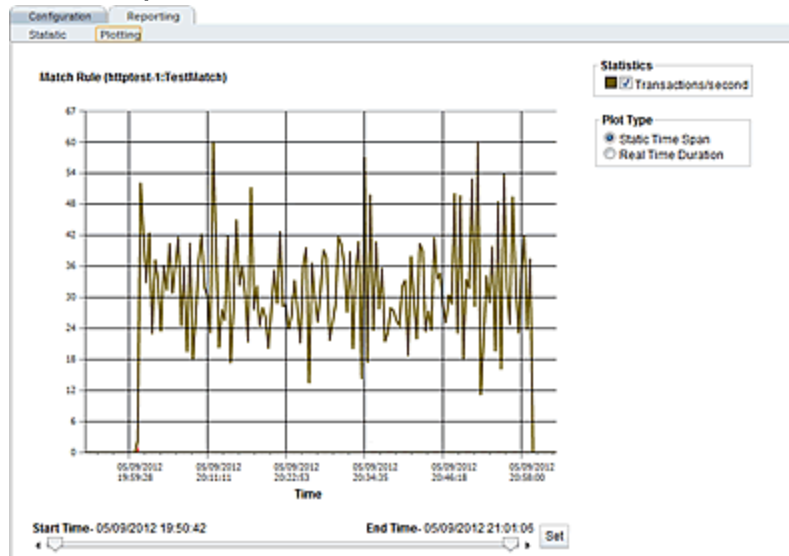 Configuration Reporting
Statistic Plotting
Match Rule (httptest-1:TestMatch)
Statistics
Transactions/second
Plot Type
Static Time Span
Real Time Duration
67
60
54
48
42
36
30
24
18
12
6
0
05/09/2012 05/09/2012 05/09/2012 05/09/2012 05/09/2012 05/09/2012
19:59:28 20:11:11 20:22:53 20:34:35 20:46:18 20:58:00
Time
Start Time- 05/09/2012 19:50:42 End Time- 05/09/2012 21:01:06 Set